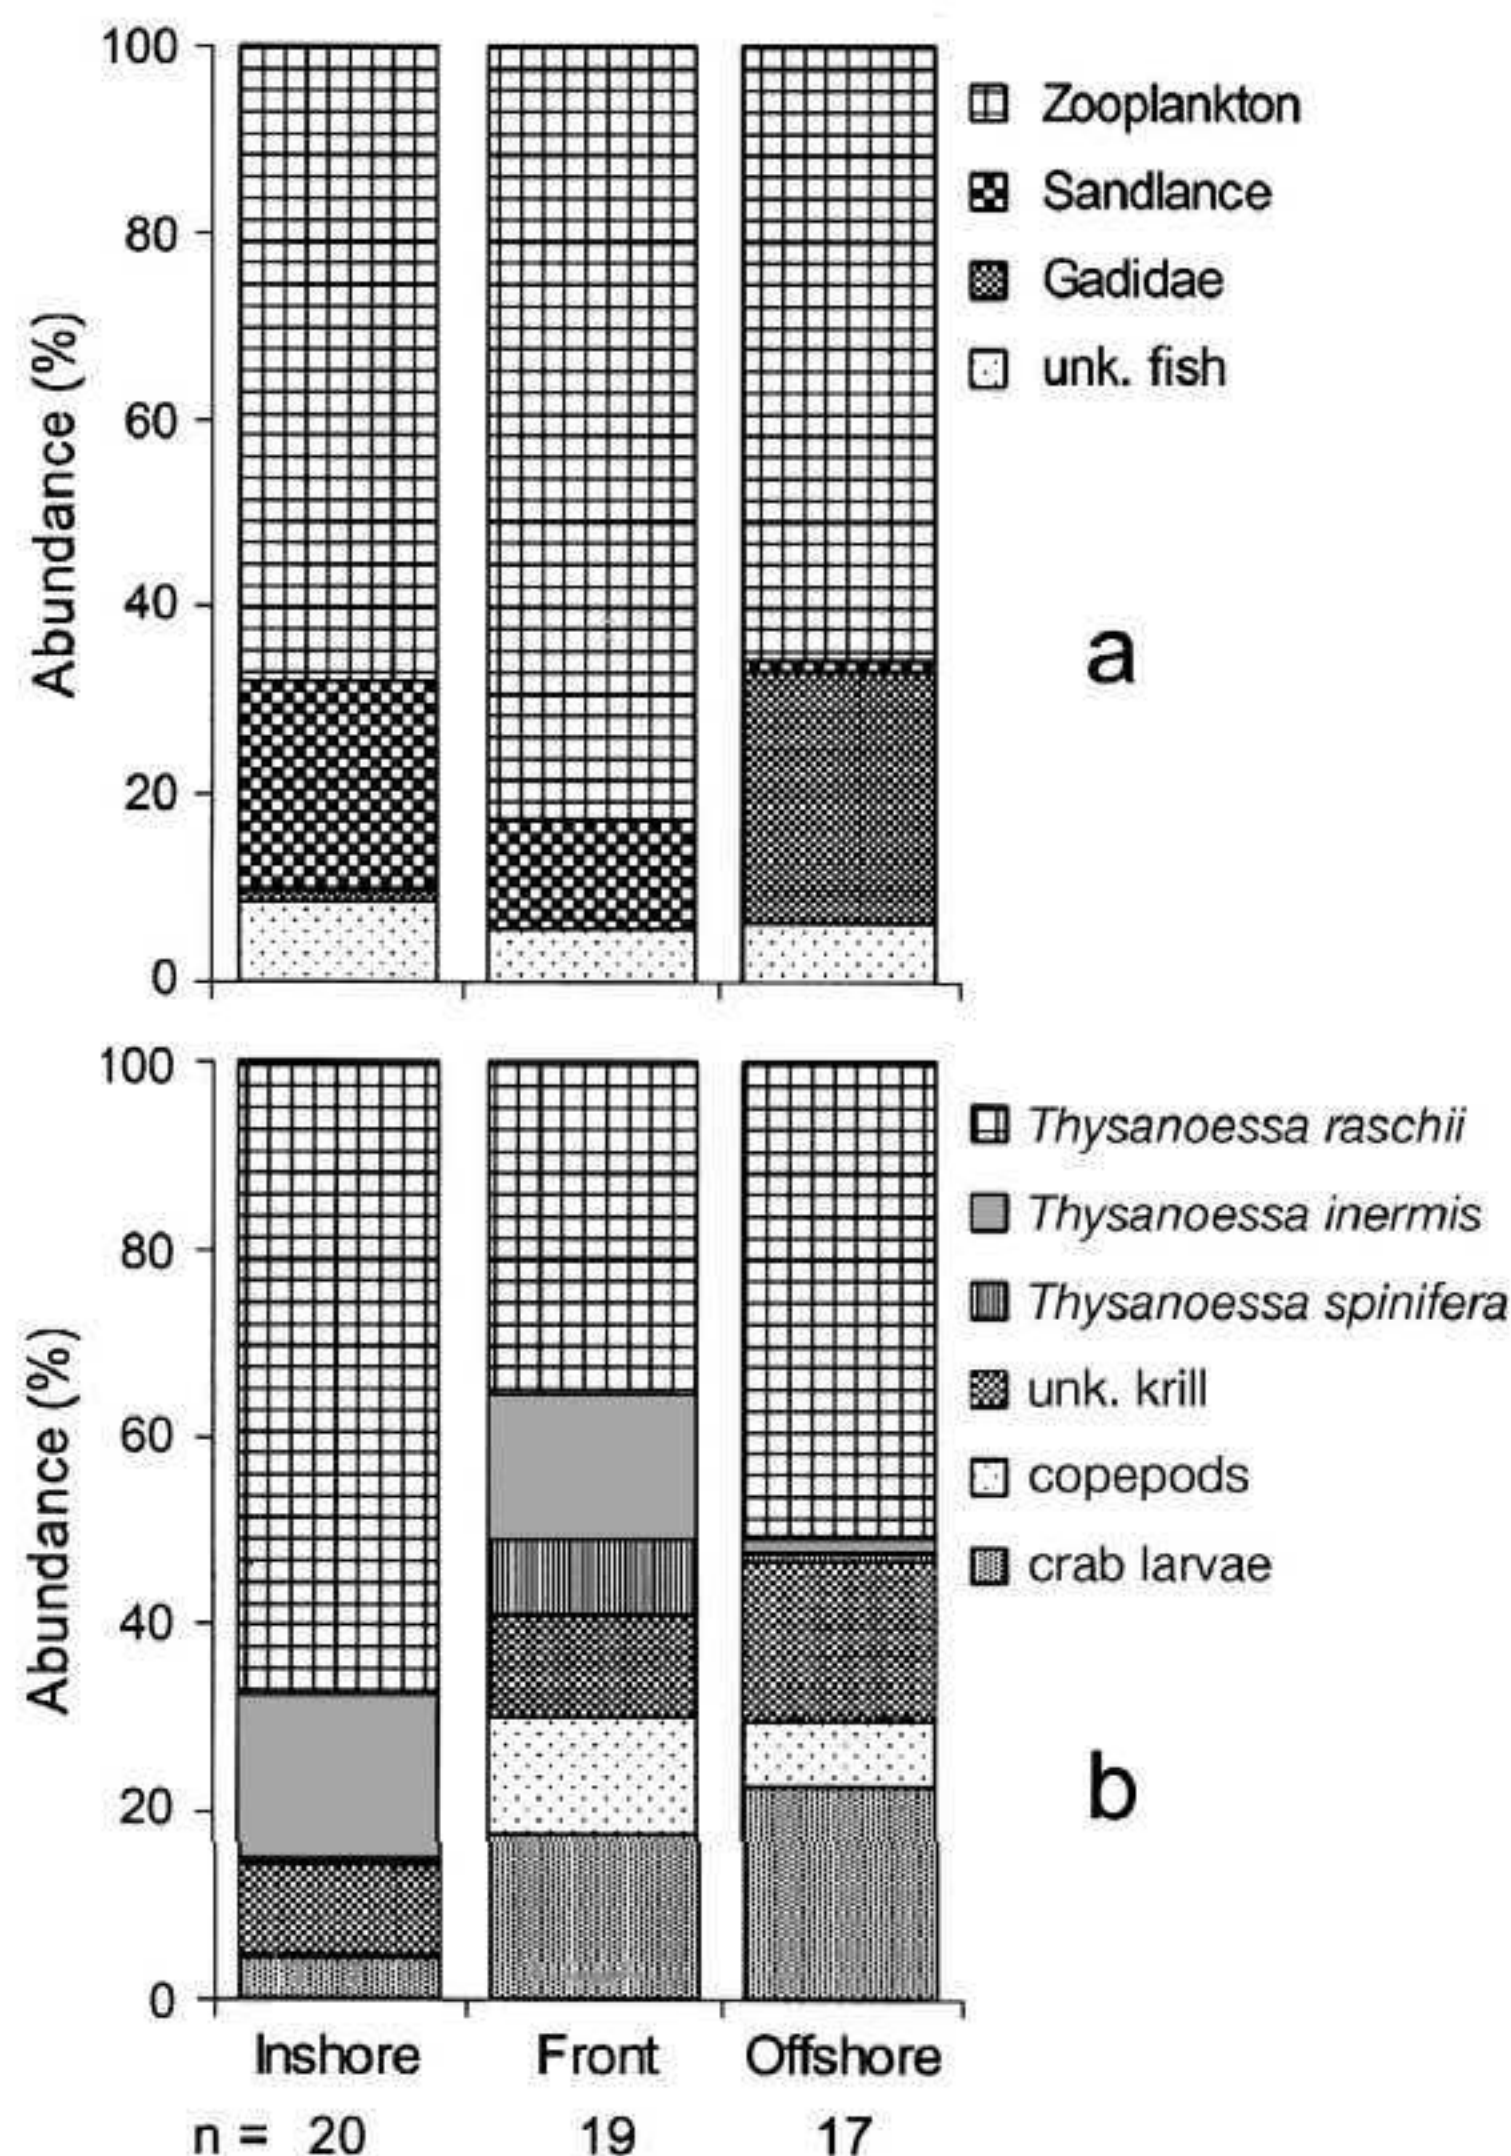 100
80
60
40
20
0
Abundance (%)
Zooplankton
Sandlance
Gadidae
unk. fish
a
100
80
60
40
20
0
Abundance (%)
Thysanoessa raschii
Thysanoessa inermis
Thysanoessa spinifera
unk. krill
copepods
crab larvae
b
Inshore Front Offshore
n = 20 19 17